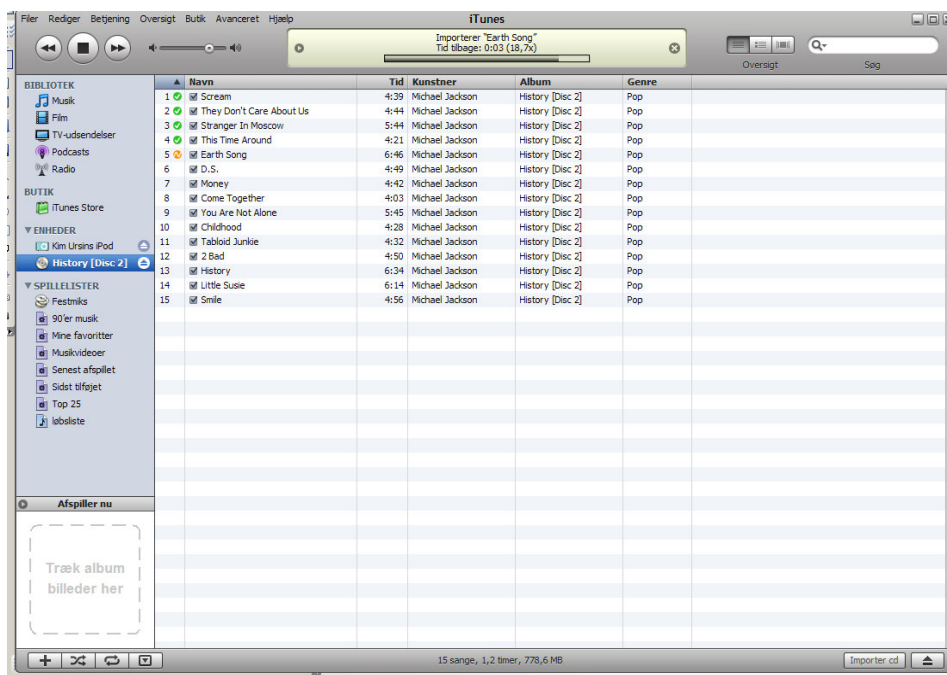 Filer Rediger Betjening Oversigt Butik Avanceret Hjælp
iTunes
Importerer "Earth Song"
Tid tilbage: 0:03 (18,7x)
Oversigt
Søg
BIBLIOTEK
Musik
Film
TV-udsendelser
Podcasts
Radio
BUTIK
iTunes Store
ENHEDER
Kim Ursins iPod
History [Disc 2]
SPILLELISTER
Festmiks
90'er musik
Mine favoritter
Musikvideoer
Senest afspillet
Sidst tilføjet
Top 25
løbsliste
Afspiller nu
Træk album
billeder her
Navn Tid Kunstner Album Genre
1 Scream 4:39 Michael Jackson History [Disc 2] Pop
2 They Don't Care About Us 4:44 Michael Jackson History [Disc 2] Pop
3 Stranger In Moscow 5:44 Michael Jackson History [Disc 2] Pop
4 This Time Around 4:21 Michael Jackson History [Disc 2] Pop
5 Earth Song 6:46 Michael Jackson History [Disc 2] Pop
6 D.S. 4:49 Michael Jackson History [Disc 2] Pop
7 Money 4:42 Michael Jackson History [Disc 2] Pop
8 Come Together 4:03 Michael Jackson History [Disc 2] Pop
9 You Are Not Alone 5:45 Michael Jackson History [Disc 2] Pop
10 Childhood 4:28 Michael Jackson History [Disc 2] Pop
11 Tabloid Junkie 4:32 Michael Jackson History [Disc 2] Pop
12 2 Bad 4:50 Michael Jackson History [Disc 2] Pop
13 History 6:34 Michael Jackson History [Disc 2] Pop
14 Little Susie 6:14 Michael Jackson History [Disc 2] Pop
15 Smile 4:56 Michael Jackson History [Disc 2] Pop
15 sange, 1,2 timer, 778,6 MB
Importer cd